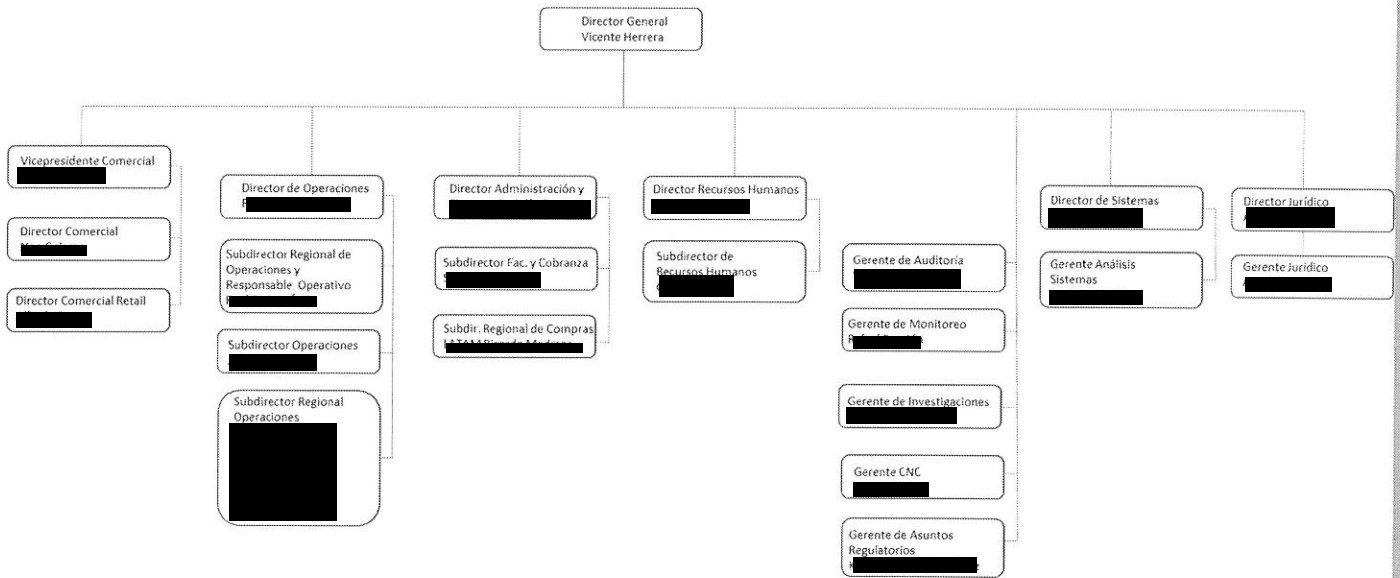 Director General
Vicente Herrera
Vicepresidente Comercial
Director Comercial
Director Comercial Retail
Director de Operaciones
Subdirector Regional de
Operaciones y
Responsable Operativo
Subdirector Operaciones
Subdirector Regional
Operaciones
Director Administración y
Subdirector Fac. y Cobranza
Subdir. Regional de Compras
Director Recursos Humanos
Subdirector de
Recursos Humanos
Gerente de Auditoría
Gerente de Monitoreo
Gerente de Investigaciones
Gerente CNC
Gerente de Asuntos
Regulatorios
Director de Sistemas
Gerente Análisis
Sistemas
Director Jurídico
Gerente Jurídico